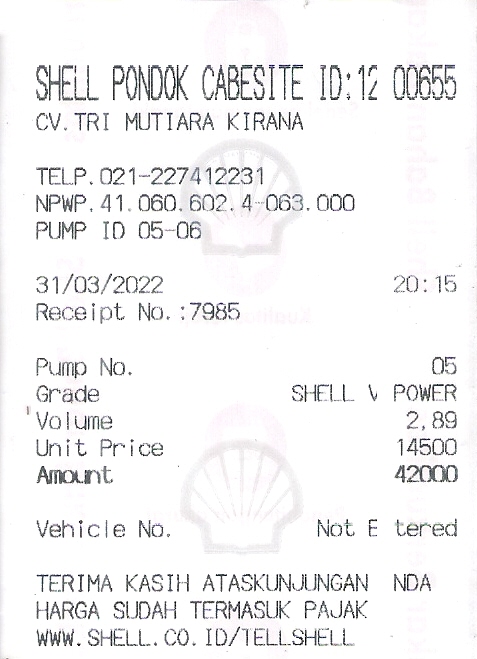 SHELL PONDOK CABESITE ID:12 00655
CV.TRI MUTIARA KIRANA
TELP.021-227412231
NPWP.41.060.602.4-063.000
PUMP ID 05-06
31/03/2022 20:15
Receipt No.:7985
Pump No. 05
Grade SHELL V POWER
Volume 2,89
Unit Price 14500
Amount 42000
Vehicle No. Not E tered
TERIMA KASIH ATASKUNJUNGAN NDA
HARGA SUDAH TERMASUK PAJAK
WWW.SHELL.CO.ID/TELLSHELL